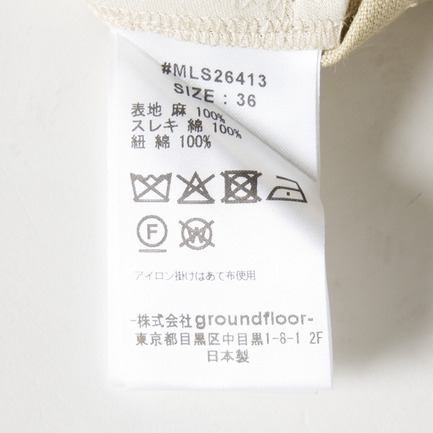 #MLS26413
SIZE : 36
表地 麻 100%
スレキ 綿 100%
紐 綿 100%
F W
アイロン掛けはあて布使用
-株式会社groundfloor-
東京都目黒区中目黒1-8-1 2F
日本製